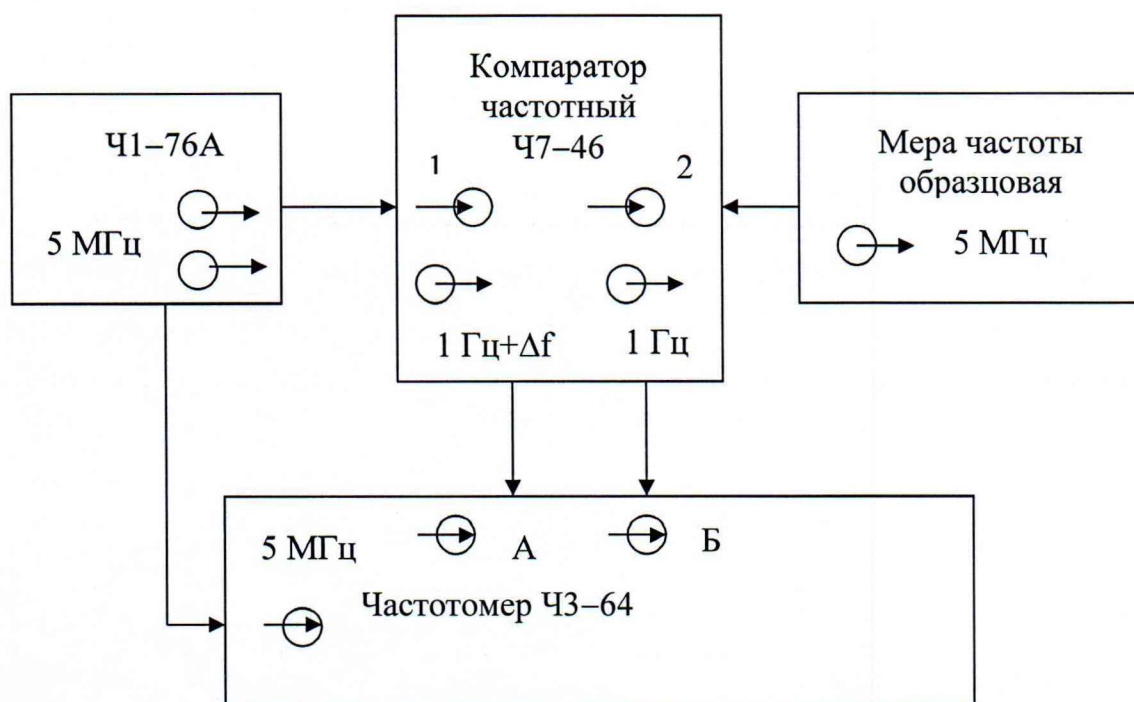 Ч1–76А
5 МГц
Компаратор
частотный
Ч7–46
1
2
1 Гц+Δf
1 Гц
Мера частоты
образцовая
5 МГц
5 МГц
А
Б
Частотомер Ч3–64